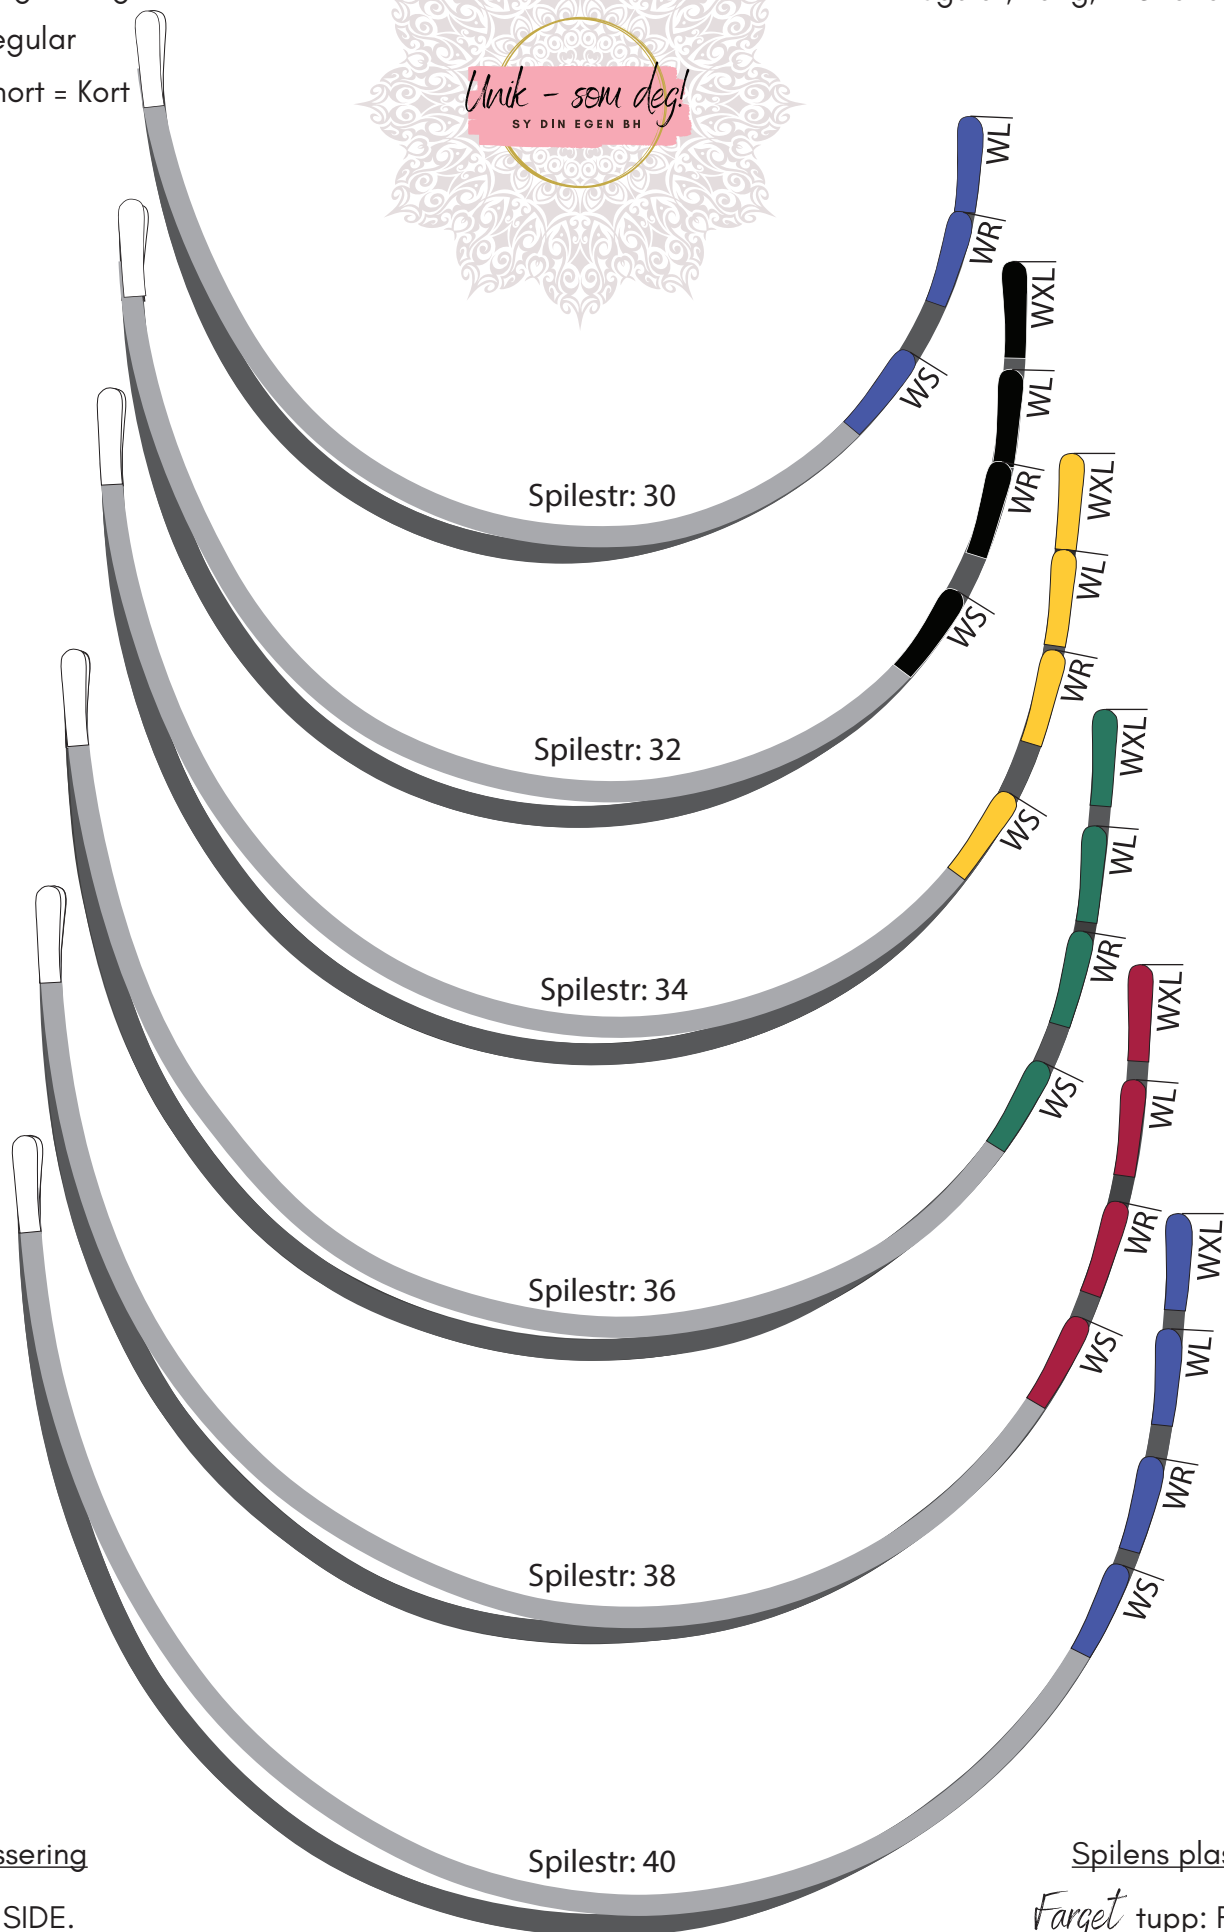 egular
hort = Kort
Unik - som deg!
SY DIN EGEN BH
WL
WR
WS
Spilestr: 30
WXL
WL
WR
WS
Spilestr: 32
WXL
WL
WR
WS
Spilestr: 34
WXL
WL
WR
WS
Spilestr: 36
WXL
WL
WR
WS
Spilestr: 38
WXL
WL
WR
WS
Spilestr: 40
ssering
Spilens plas
SIDE.
Farget tupp: F